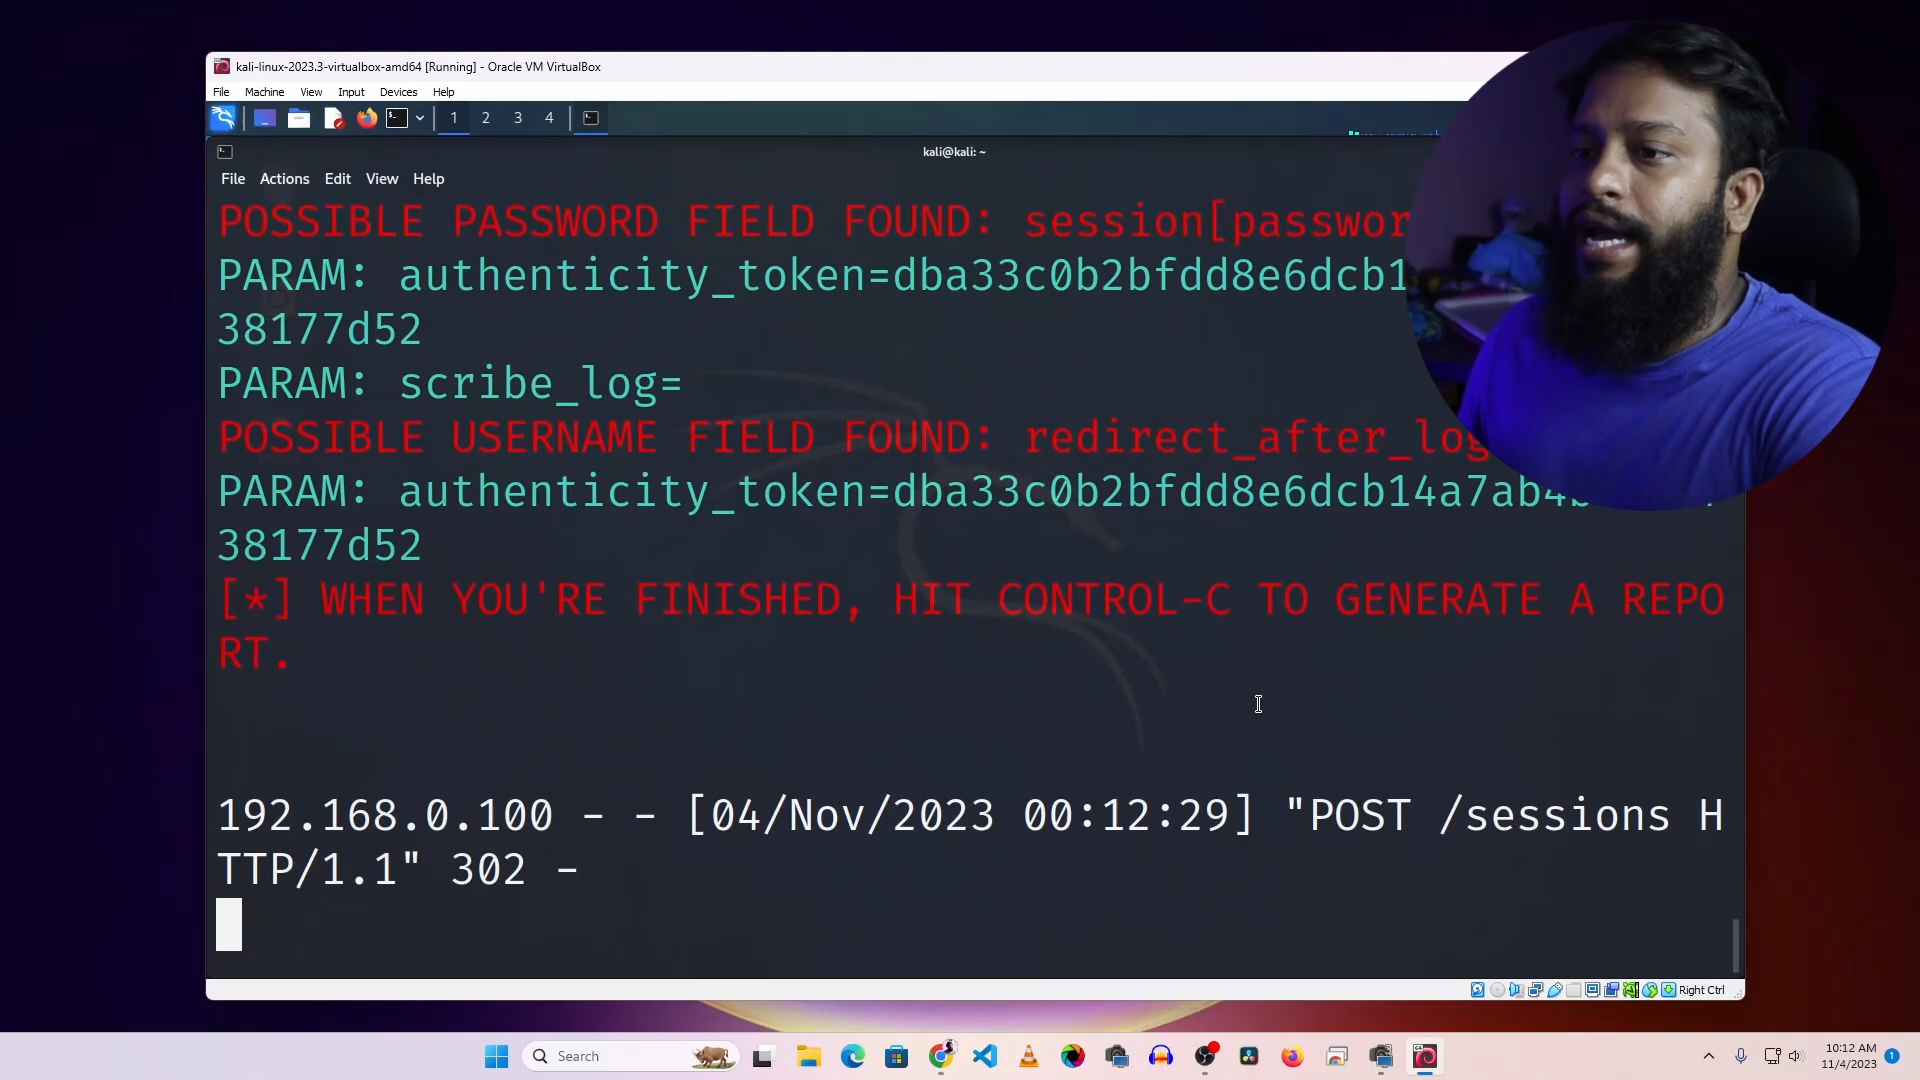 kali-linux-2023.3-virtualbox-amd64 [Running] - Oracle VM VirtualBox
File Machine View Input Devices Help
1 2 3 4
kali@kali: ~
File Actions Edit View Help
POSSIBLE PASSWORD FIELD FOUND: session[passwor
PARAM: authenticity_token=dba33c0b2bfdd8e6dcb1
38177d52
PARAM: scribe_log=
POSSIBLE USERNAME FIELD FOUND: redirect_after_log
PARAM: authenticity_token=dba33c0b2bfdd8e6dcb14a7ab4b
38177d52
[*] WHEN YOU'RE FINISHED, HIT CONTROL-C TO GENERATE A REPO
RT.
192.168.0.100 - - [04/Nov/2023 00:12:29] "POST /sessions H
TTP/1.1" 302 -
Right Ctrl
Search
10:12 AM
11/4/2023
1